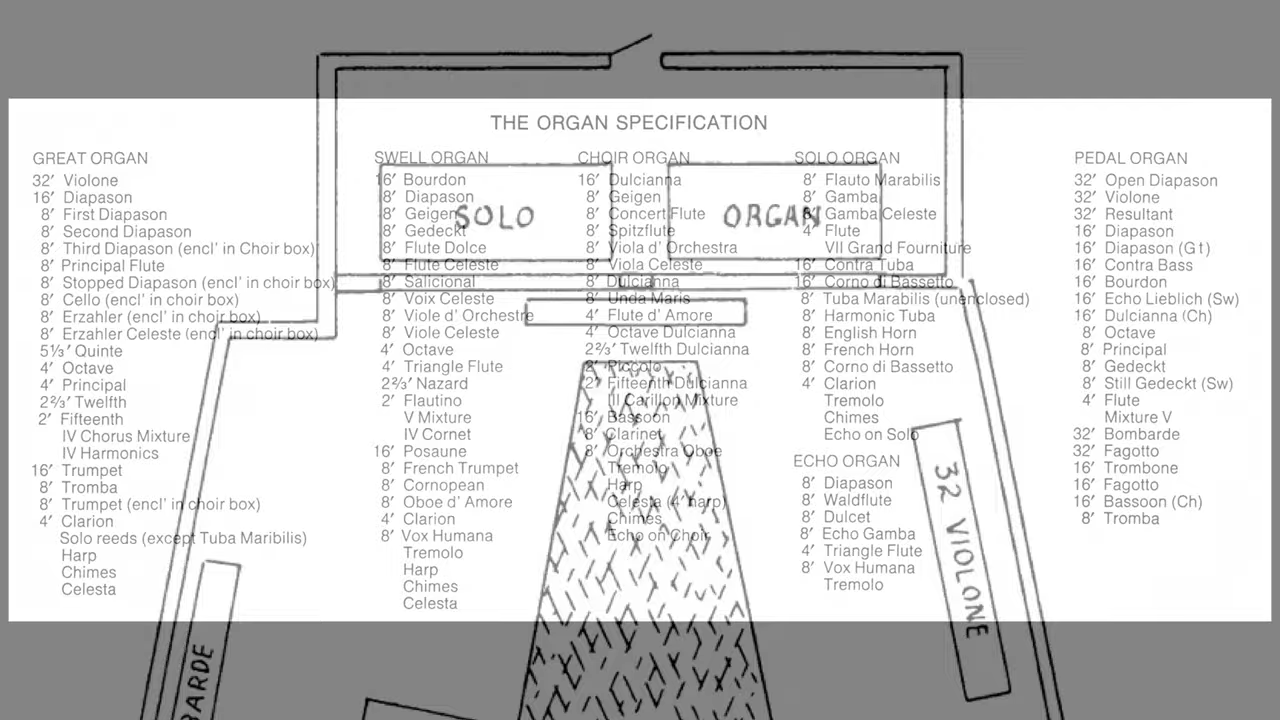 THE ORGAN SPECIFICATION
GREAT ORGAN
32′ Violone
16′ Diapason
8′ First Diapason
8′ Second Diapason
8′ Third Diapason (encl' in Choir box)
8′ Principal Flute
8′ Stopped Diapason (encl' in choir box)
8′ Cello (encl' in choir box)
8′ Erzahler (encl' in choir box)
8′ Erzahler Celeste (encl' in choir box)
5⅓′ Quinte
4′ Octave
4′ Principal
2⅔′ Twelfth
2′ Fifteenth
IV Chorus Mixture
IV Harmonics
16′ Trumpet
8′ Tromba
8′ Trumpet (encl' in choir box)
4′ Clarion
Solo reeds (except Tuba Maribilis)
Harp
Chimes
Celesta
SWELL ORGAN
16′ Bourdon
8′ Diapason
8′ Geigen
8′ Gedeckt
8′ Flute Dolce
8′ Flute Celeste
8′ Salicional
8′ Voix Celeste
8′ Viole d' Orchestre
8′ Viole Celeste
4′ Octave
4′ Triangle Flute
2⅔′ Nazard
2′ Flautino
V Mixture
IV Cornet
16′ Posaune
8′ French Trumpet
8′ Cornopean
8′ Oboe d' Amore
4′ Clarion
8′ Vox Humana
Tremolo
Harp
Chimes
Celesta
CHOIR ORGAN
16′ Dulcianna
8′ Geigen
8′ Concert Flute
8′ Spitzflute
8′ Viola d' Orchestra
8′ Viola Celeste
8′ Dulcianna
8′ Unda Maris
4′ Flute d' Amore
4′ Octave Dulcianna
2⅔′ Twelfth Dulcianna
2′ Piccolo
2′ Fifteenth Dulcianna
III Carillon Mixture
16′ Bassoon
8′ Clarinet
8′ Orchestra Oboe
Tremolo
Harp
Celesta (4' harp)
Chimes
Echo on Choir
SOLO ORGAN
8′ Flauto Marabilis
8′ Gamba
8′ Gamba Celeste
4′ Flute
VII Grand Fourniture
16′ Contra Tuba
16′ Corno di Bassetto
8′ Tuba Marabilis (unenclosed)
8′ Harmonic Tuba
8′ English Horn
8′ French Horn
8′ Corno di Bassetto
4′ Clarion
Tremolo
Chimes
Echo on Solo
ECHO ORGAN
8′ Diapason
8′ Waldflute
8′ Dulcet
8′ Echo Gamba
4′ Triangle Flute
8′ Vox Humana
Tremolo
PEDAL ORGAN
32′ Open Diapason
32′ Violone
32′ Resultant
16′ Diapason
16′ Diapason (G t)
16′ Contra Bass
16′ Bourdon
16′ Echo Lieblich (Sw)
16′ Dulcianna (Ch)
8′ Octave
8′ Principal
8′ Gedeckt
8′ Still Gedeckt (Sw)
4′ Flute
Mixture V
32′ Bombarde
32′ Fagotto
16′ Trombone
16′ Fagotto
16′ Bassoon (Ch)
8′ Tromba
SOLO ORGAN
32 VIOLONE
BARDE